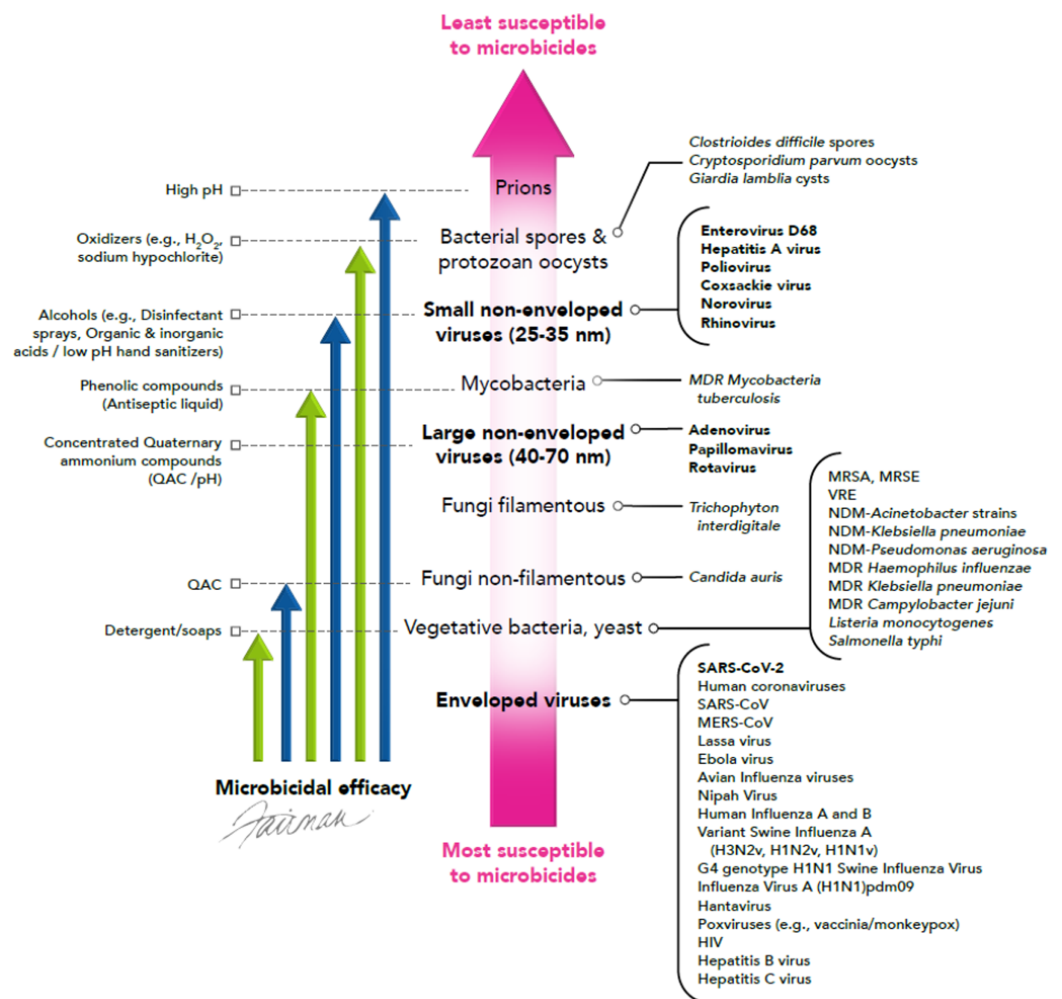 Least susceptible
to microbicides
High pH
Oxidizers (e.g., H₂O₂,
sodium hypochlorite)
Alcohols (e.g., Disinfectant
sprays, Organic & inorganic
acids / low pH hand sanitizers)
Phenolic compounds
(Antiseptic liquid)
Concentrated Quaternary
ammonium compounds
(QAC /pH)
QAC
Detergent/soaps
Microbicidal efficacy
Prions
Bacterial spores &
protozoan oocysts
Small non-enveloped
viruses (25-35 nm)
Mycobacteria
Large non-enveloped
viruses (40-70 nm)
Fungi filamentous
Fungi non-filamentous
Vegetative bacteria, yeast
Enveloped viruses
Most susceptible
to microbicides
Clostrioides difficile spores
Cryptosporidium parvum oocysts
Giardia lamblia cysts
Enterovirus D68
Hepatitis A virus
Poliovirus
Coxsackie virus
Norovirus
Rhinovirus
MDR Mycobacteria
tuberculosis
Adenovirus
Papillomavirus
Rotavirus
Trichophyton
interdigitale
Candida auris
MRSA, MRSE
VRE
NDM-Acinetobacter strains
NDM-Klebsiella pneumoniae
NDM-Pseudomonas aeruginosa
MDR Haemophilus influenzae
MDR Klebsiella pneumoniae
MDR Campylobacter jejuni
Listeria monocytogenes
Salmonella typhi
SARS-CoV-2
Human coronaviruses
SARS-CoV
MERS-CoV
Lassa virus
Ebola virus
Avian Influenza viruses
Nipah Virus
Human Influenza A and B
Variant Swine Influenza A
(H3N2v, H1N2v, H1N1v)
G4 genotype H1N1 Swine Influenza Virus
Influenza Virus A (H1N1)pdm09
Hantavirus
Poxviruses (e.g., vaccinia/monkeypox)
HIV
Hepatitis B virus
Hepatitis C virus